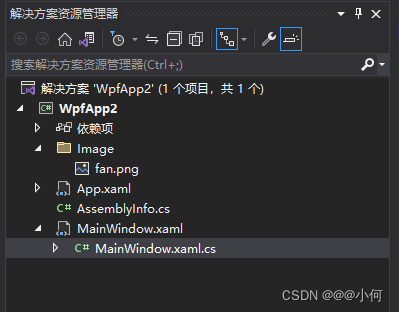 解决方案资源管理器
搜索解决方案资源管理器(Ctrl+;)
解决方案 'WpfApp2' (1 个项目，共 1 个)
C# WpfApp2
依赖项
Image
fan.png
App.xaml
C# AssemblyInfo.cs
MainWindow.xaml
C# MainWindow.xaml.cs
CSDN @@@小何